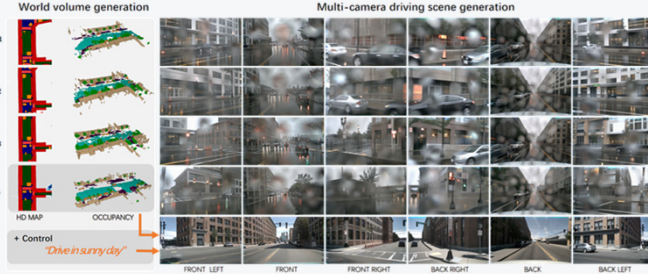 World volume generation
Multi-camera driving scene generation
HD MAP
OCCUPANCY
+ Control
"Drive in sunny day"
FRONT LEFT
FRONT
FRONT RIGHT
BACK RIGHT
BACK
BACK LEFT